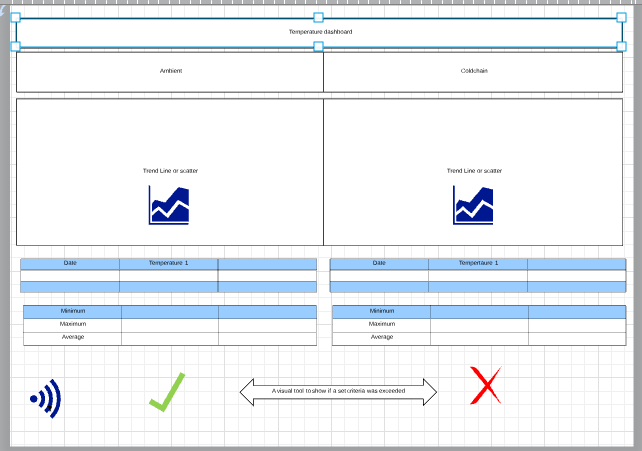 Temperature dashboard
Ambient
Coldchain
Trend Line or scatter
Trend Line or scatter
Date Temperature 1
Date Tempertaure 1
Minimum
Maximum
Average
Minimum
Maximum
Average
A visual tool to show if a set criteria was exceeded